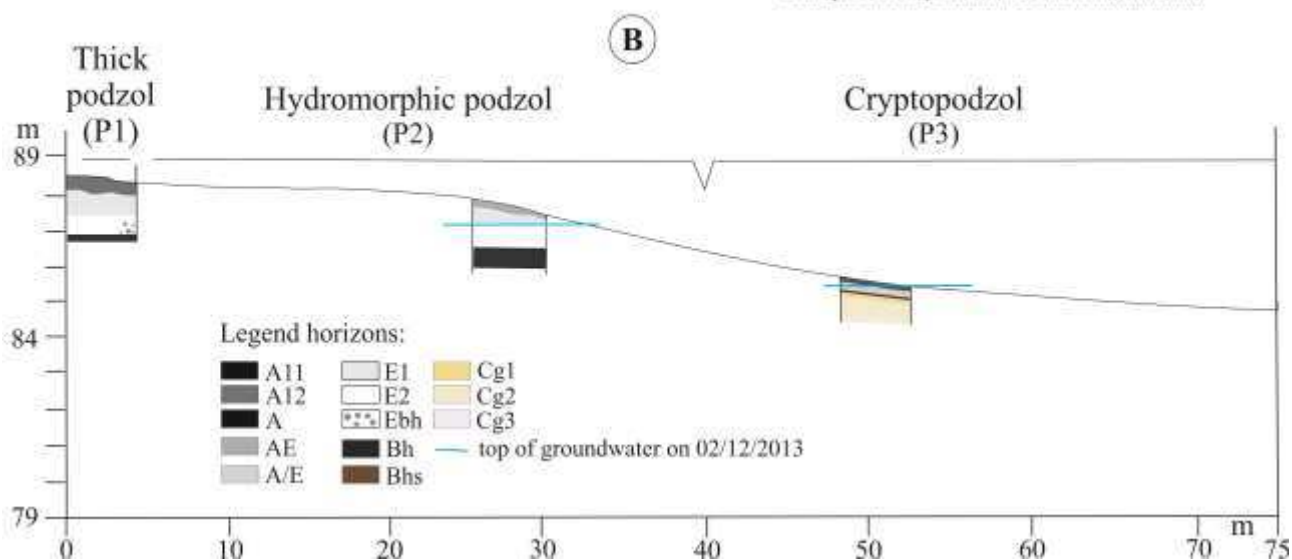 B
Thick
podzol
(P1)
Hydromorphic podzol
(P2)
Cryptopodzol
(P3)
m
89
84
79
Legend horizons:
A11
A12
A
AE
A/E
E1
E2
Ebh
Bh
Bhs
Cg1
Cg2
Cg3
top of groundwater on 02/12/2013
0 10 20 30 40 50 60 70 75
m